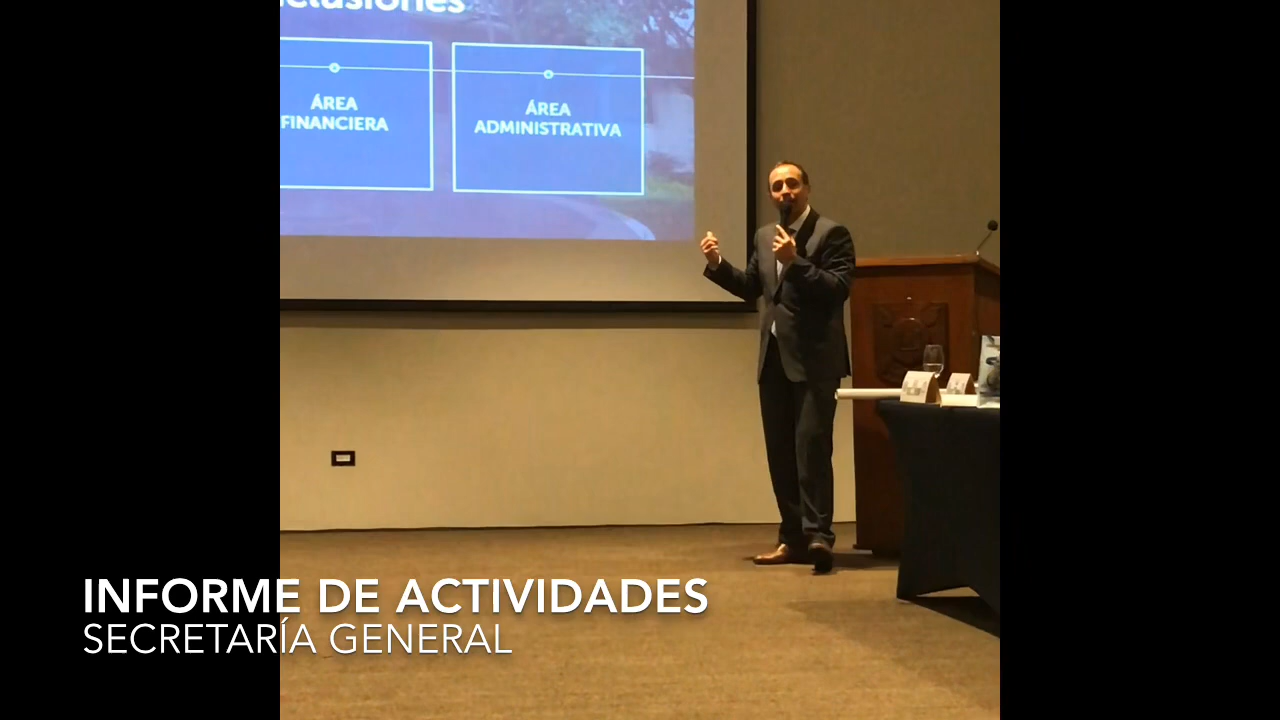 ÁREA
FINANCIERA
ÁREA
ADMINISTRATIVA
INFORME DE ACTIVIDADES
SECRETARÍA GENERAL